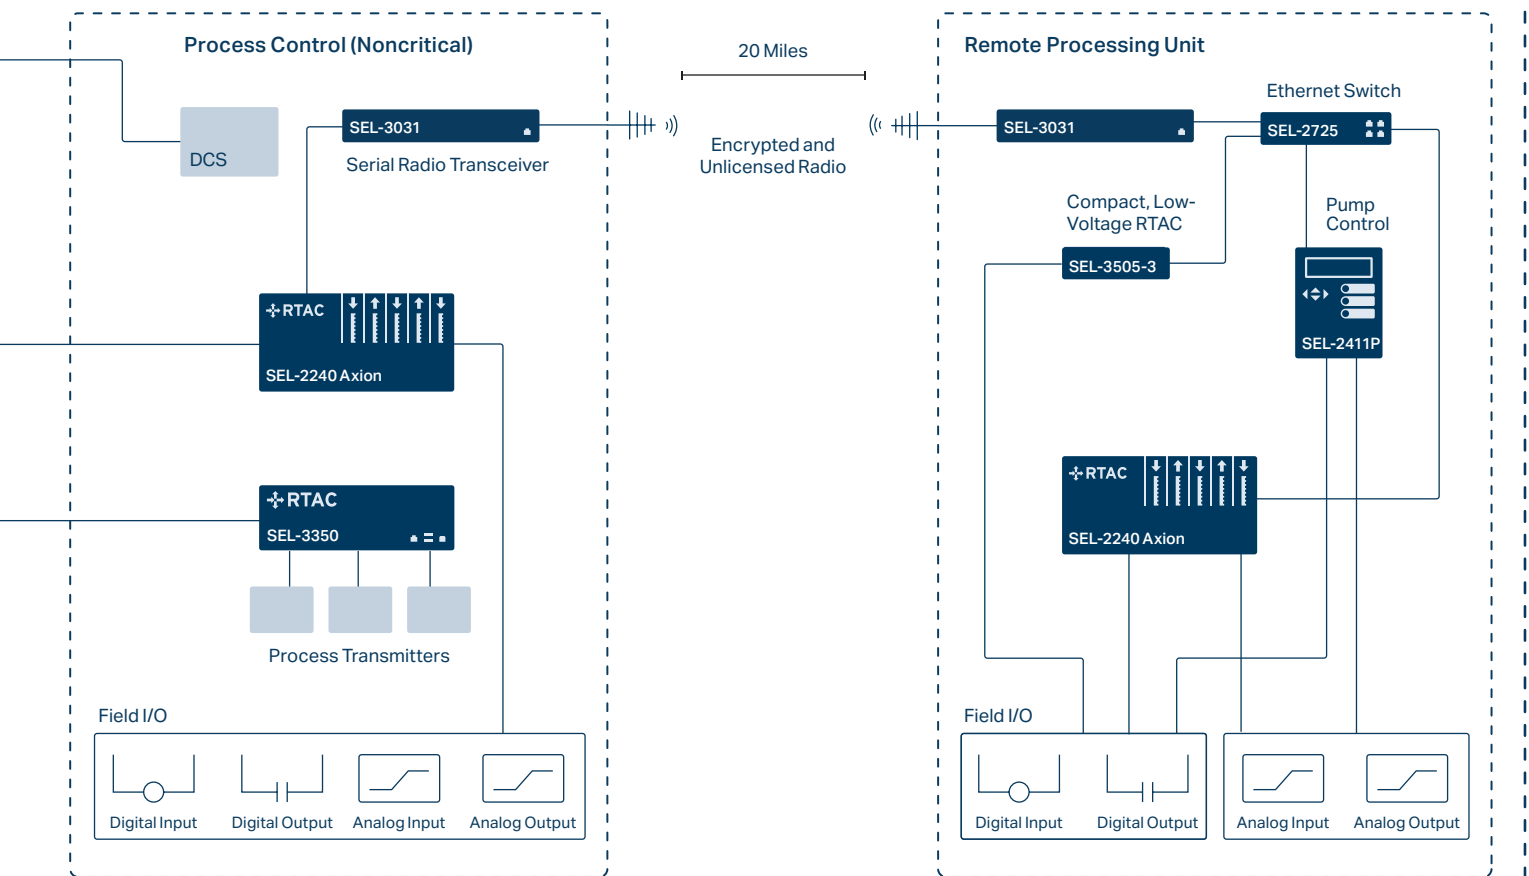 Process Control (Noncritical)
DCS
SEL-3031
Serial Radio Transceiver
RTAC
SEL-2240 Axion
RTAC
SEL-3350
Process Transmitters
Field I/O
Digital Input
Digital Output
Analog Input
Analog Output
20 Miles
Encrypted and
Unlicensed Radio
Remote Processing Unit
SEL-3031
Ethernet Switch
SEL-2725
Compact, Low-
Voltage RTAC
SEL-3505-3
Pump
Control
SEL-2411P
RTAC
SEL-2240 Axion
Field I/O
Digital Input
Digital Output
Analog Input
Analog Output